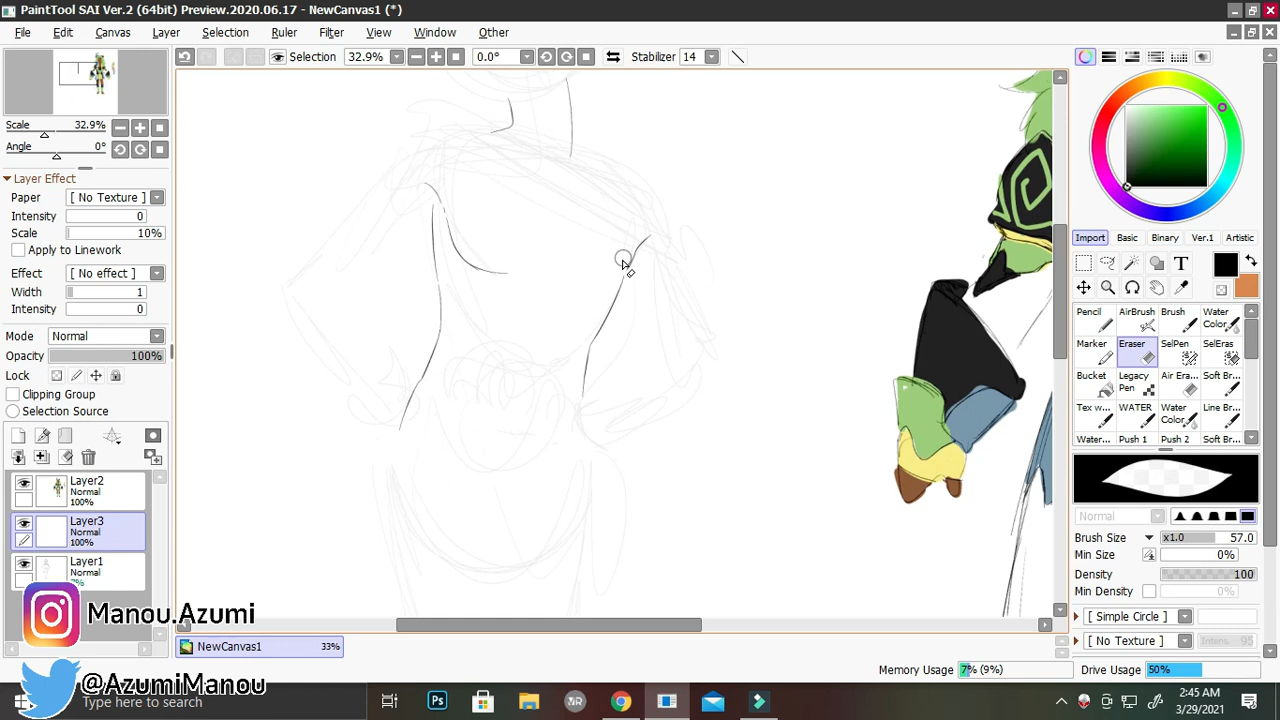 PaintTool SAI Ver.2 (64bit) Preview.2020.06.17 - NewCanvas1 (*)
File Edit Canvas Layer Selection Ruler Filter View Window Other
Selection 32.9% 0.0° Stabilizer 14
Scale 32.9%
Angle 0°
Layer Effect
Paper [ No Texture ]
Intensity 0
Scale 10%
Apply to Linework
Effect [ No effect ]
Width 1
Intensity 0
Mode Normal
Opacity 100%
Lock
Clipping Group
Selection Source
Layer2
Normal
100%
Layer3
Normal
100%
Layer1
Normal
7%
Manou.Azumi
@AzumiManou
NewCanvas1 33%
Import Basic Binary Ver.1 Artistic
T
Pencil AirBrush Brush Water Color
Marker Eraser SelPen SelEras
Bucket Legacy Pen Air Era... Soft Br...
Tex w... WATER Water Color Line Br...
Water... Push 1 Push 2 Soft Br...
Normal
Brush Size x1.0 57.0
Min Size 0%
Density 100
Min Density 0%
[ Simple Circle ]
[ No Texture ] Intens. 95
Memory Usage 7% (9%) Drive Usage 50%
Type here to search
Ps
2:45 AM
3/29/2021